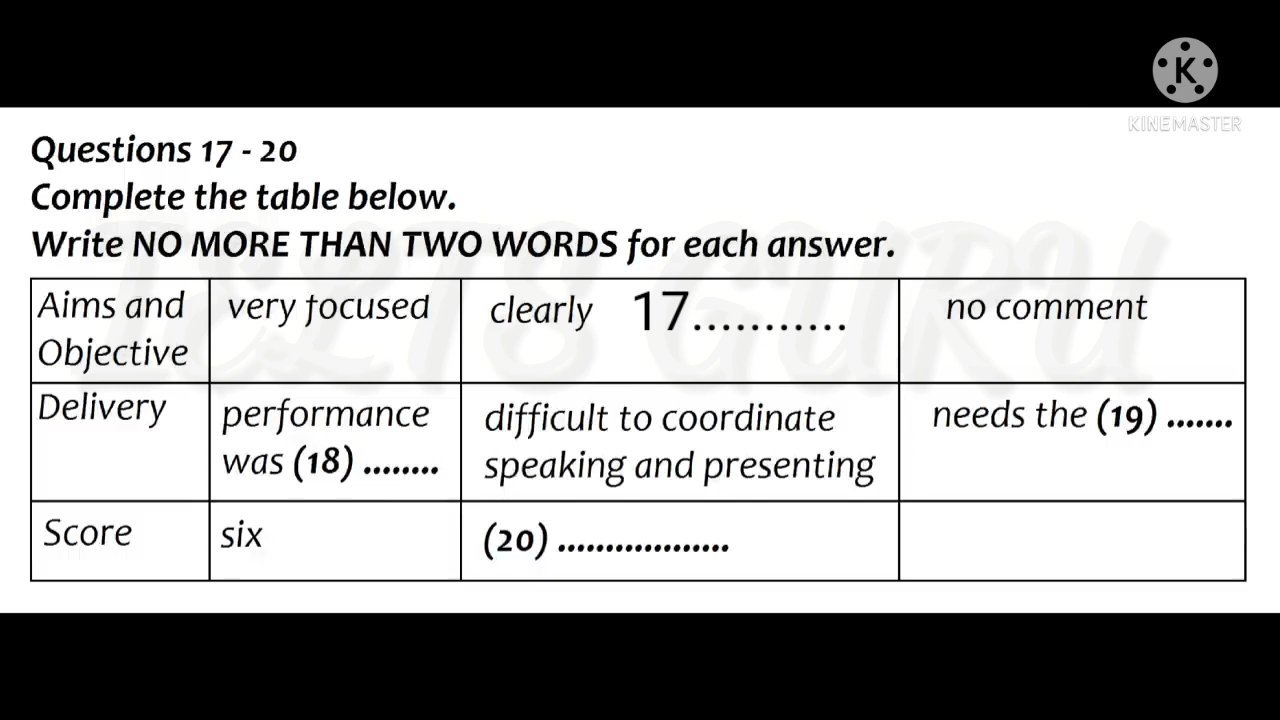 K
KINEMASTER
Questions 17 - 20
Complete the table below.
Write NO MORE THAN TWO WORDS for each answer.
IELTS GURU
Aims and Objective
very focused
clearly 17...........
no comment
Delivery
performance was (18) ........
difficult to coordinate speaking and presenting
needs the (19) .......
Score
six
(20) ..................